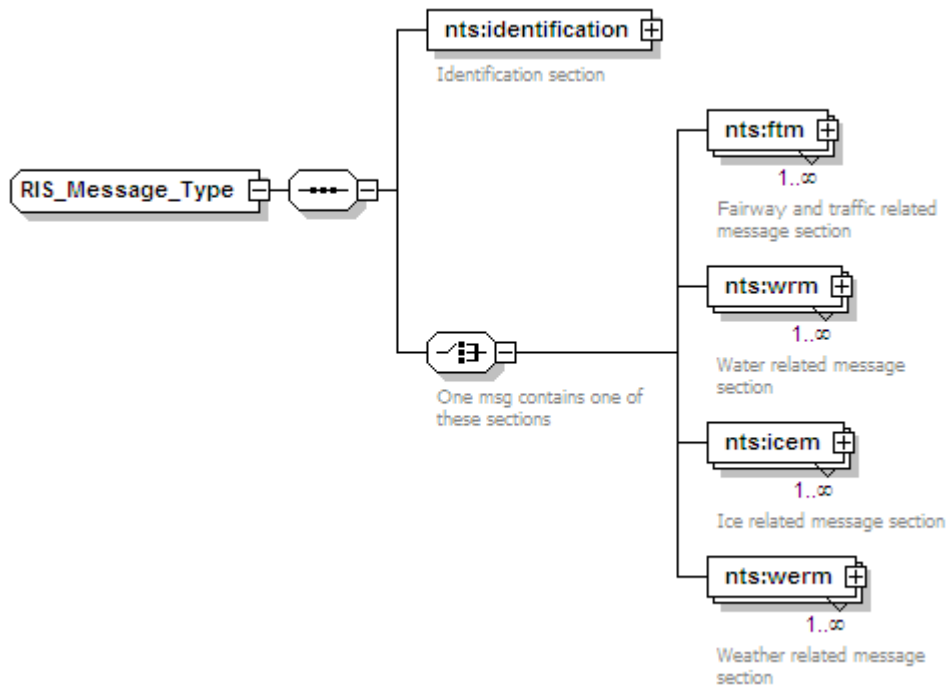 nts:identification
Identification section
RIS_Message_Type
One msg contains one of
these sections
nts:ftm
1..∞
Fairway and traffic related
message section
nts:wrm
1..∞
Water related message
section
nts:icem
1..∞
Ice related message section
nts:werm
1..∞
Weather related message
section